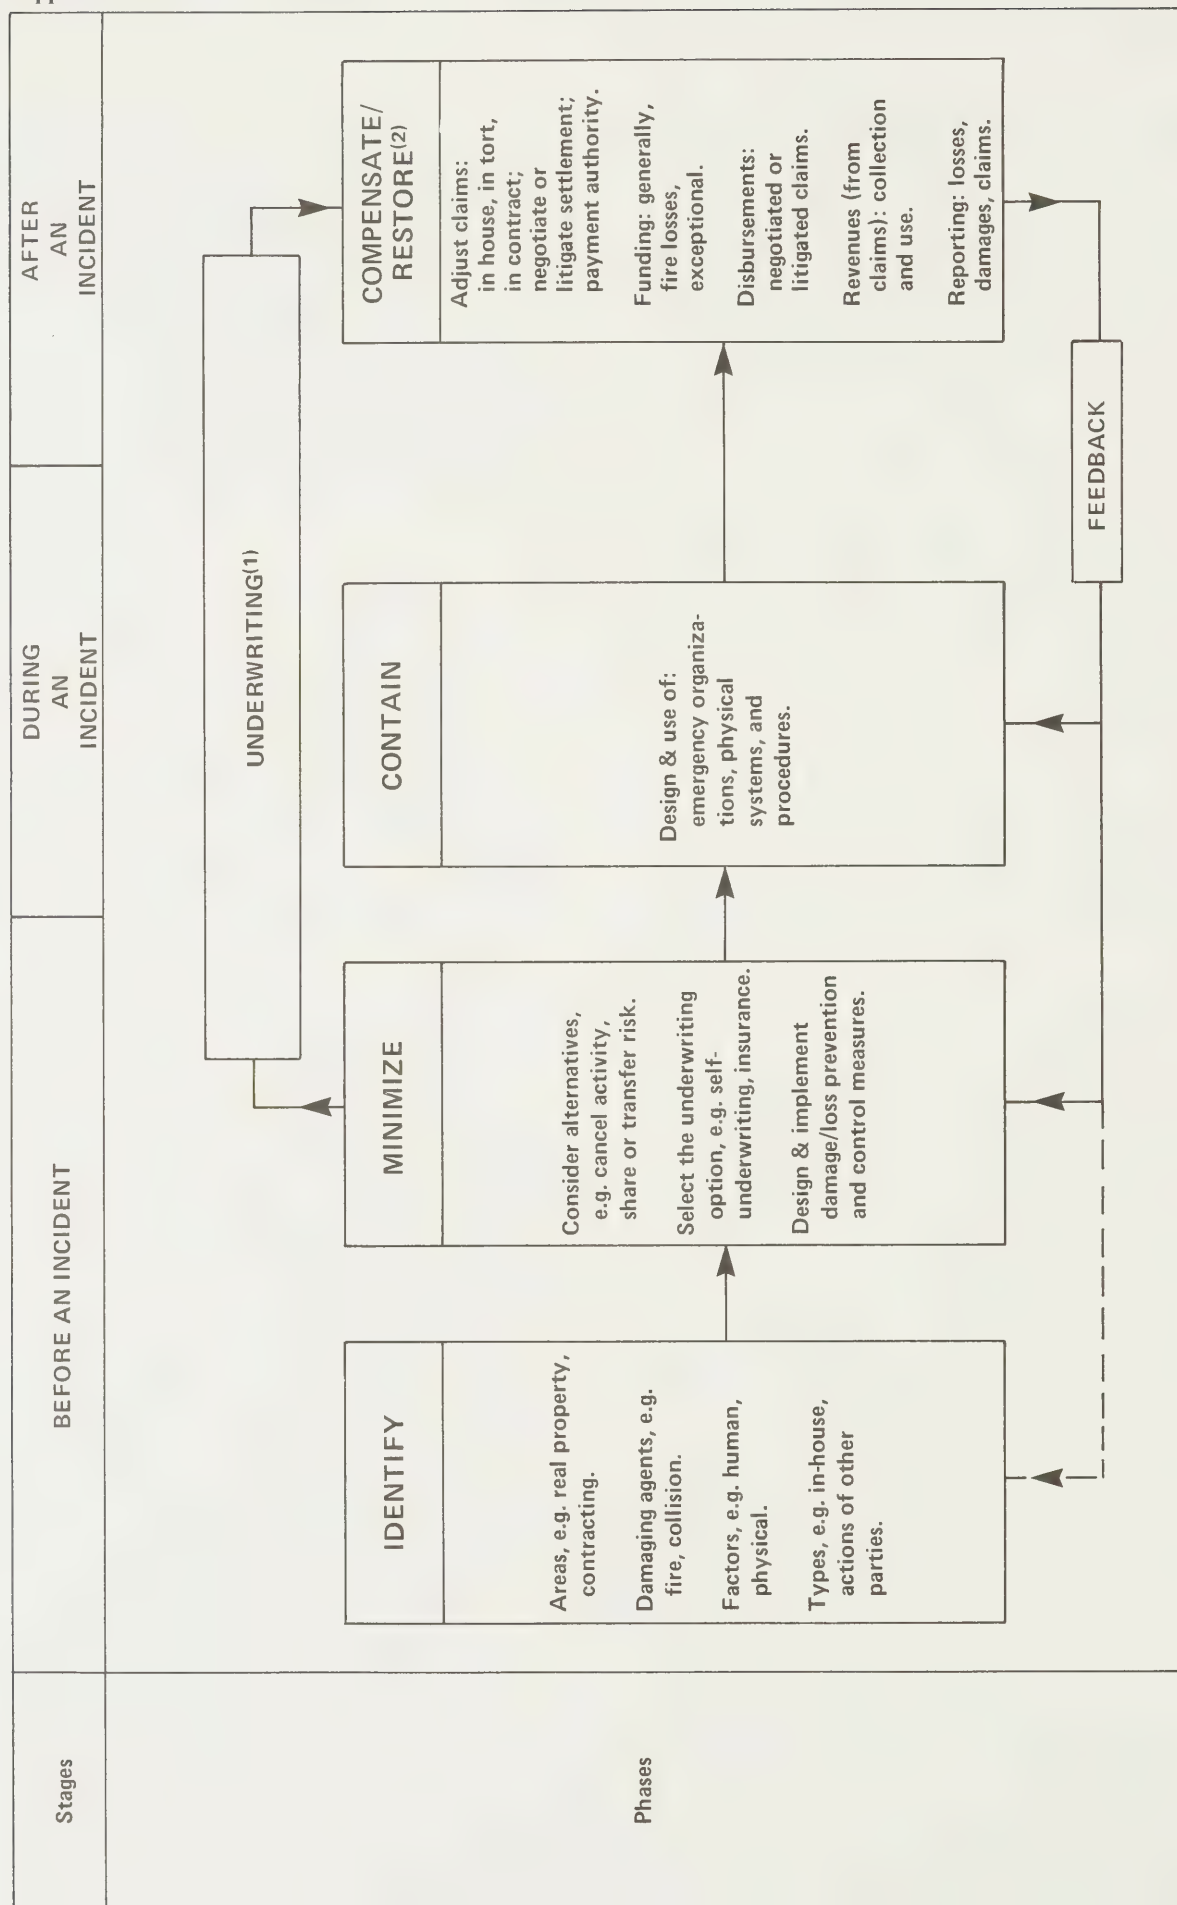 Stages
BEFORE AN INCIDENT
DURING
AN
INCIDENT
AFTER
AN
INCIDENT
Phases
UNDERWRITING(1)
IDENTIFY
Areas, e.g. real property,
contracting.
Damaging agents, e.g.
fire, collision.
Factors, e.g. human,
physical.
Types, e.g. in-house,
actions of other
parties.
MINIMIZE
Consider alternatives,
e.g. cancel activity,
share or transfer risk.
Select the underwriting
option, e.g. self-
underwriting, insurance.
Design & implement
damage/loss prevention
and control measures.
CONTAIN
Design & use of:
emergency organiza-
tions, physical
systems, and
procedures.
COMPENSATE/
RESTORE(2)
Adjust claims:
in house, in tort,
in contract;
negotiate or
litigate settlement;
payment authority.
Funding: generally,
fire losses,
exceptional.
Disbursements:
negotiated or
litigated claims.
Revenues (from
claims): collection
and use.
Reporting: losses,
damages, claims.
FEEDBACK